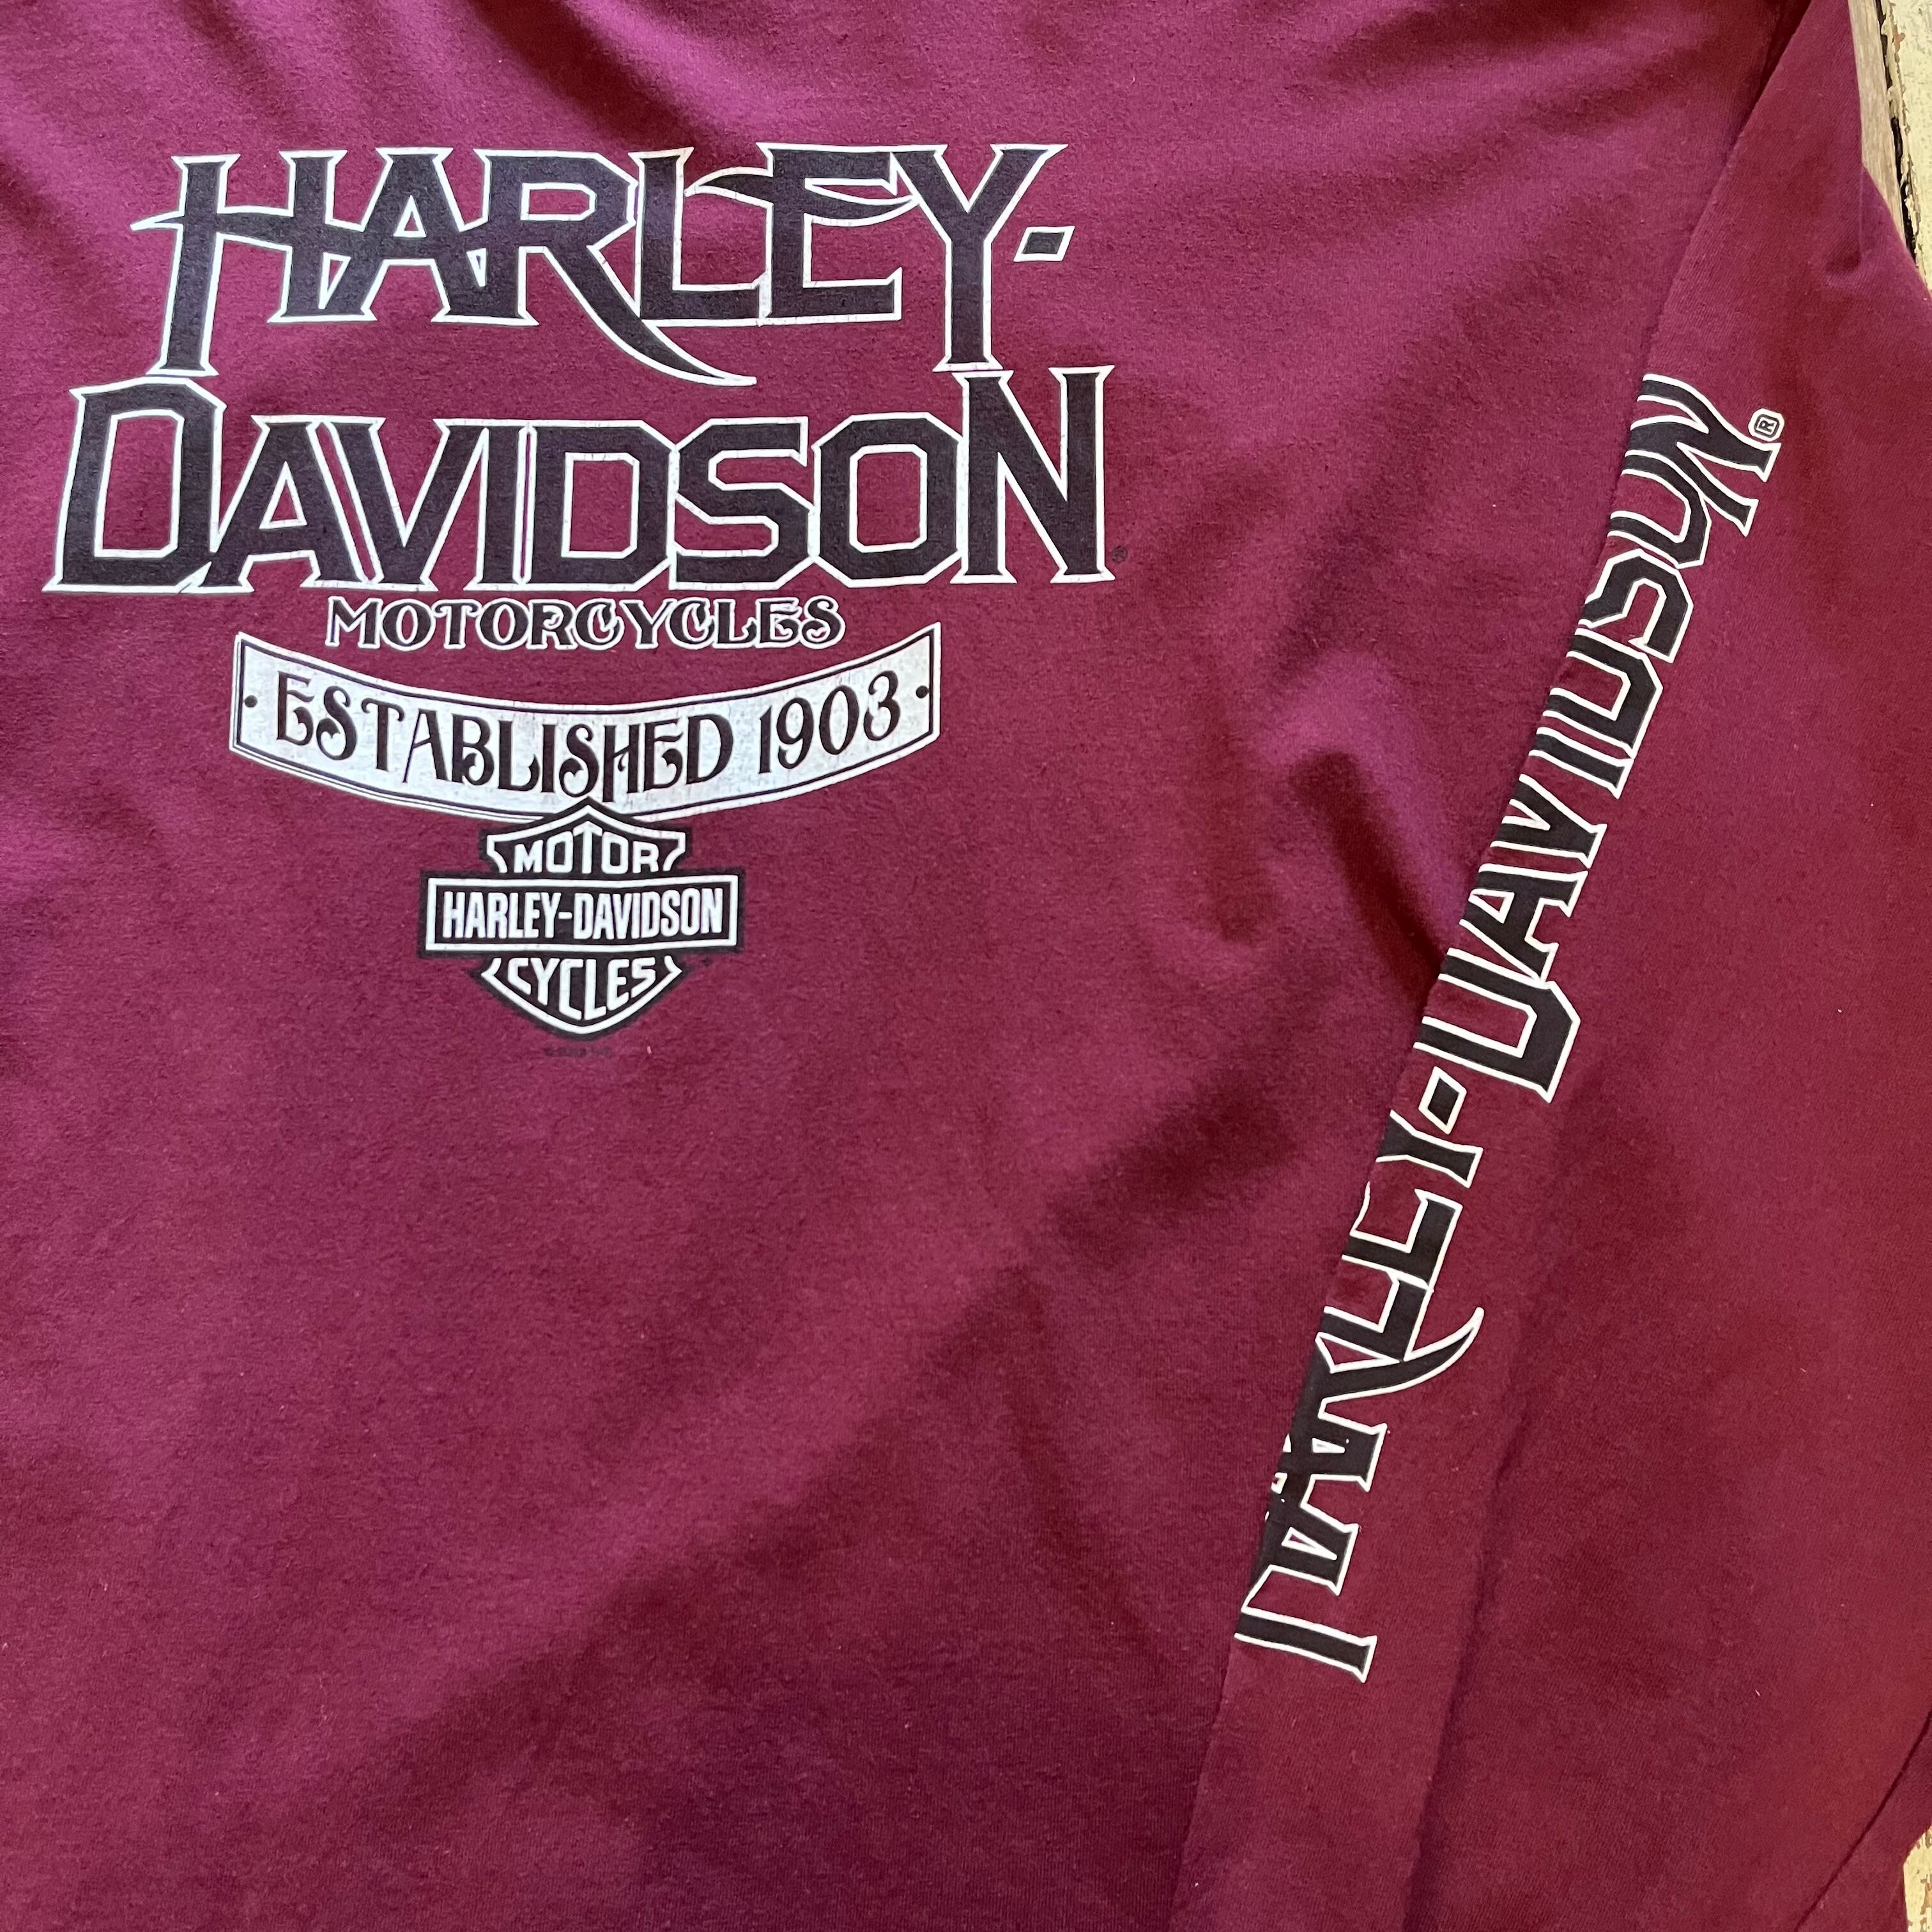 HARLEY-
DAVIDSON®
MOTORCYCLES
· ESTABLISHED 1903 ·
MOTOR
HARLEY-DAVIDSON
CYCLES
HARLEY-DAVIDSON®